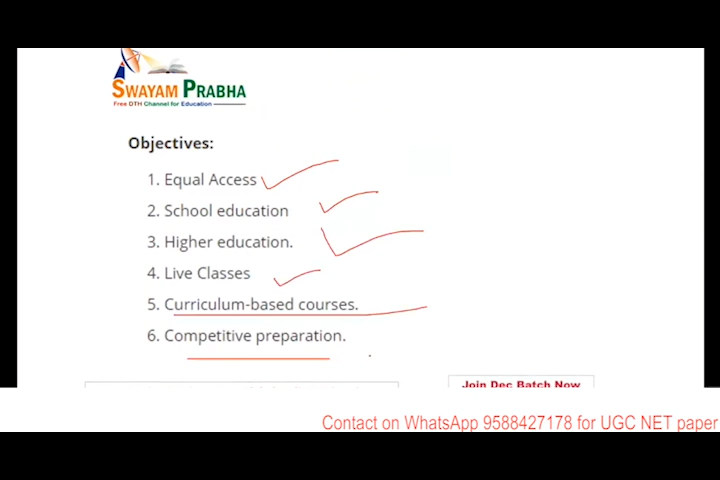 SWAYAM PRABHA
Free DTH Channel for Education
Objectives:
1. Equal Access
2. School education
3. Higher education.
4. Live Classes
5. Curriculum-based courses.
6. Competitive preparation.
Join Dec Batch Now
Contact on WhatsApp 9588427178 for UGC NET paper